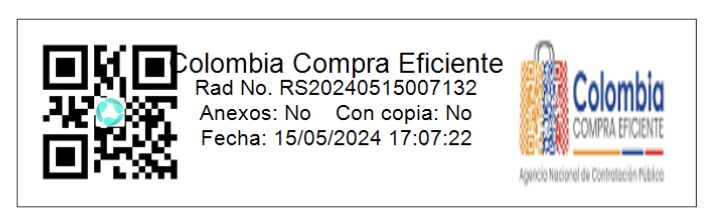 Colombia Compra Eficiente
Rad No. RS20240515007132
Anexos: No Con copia: No
Fecha: 15/05/2024 17:07:22
Colombia
COMPRA EFICIENTE
Agencia Nacional de Contratación Pública